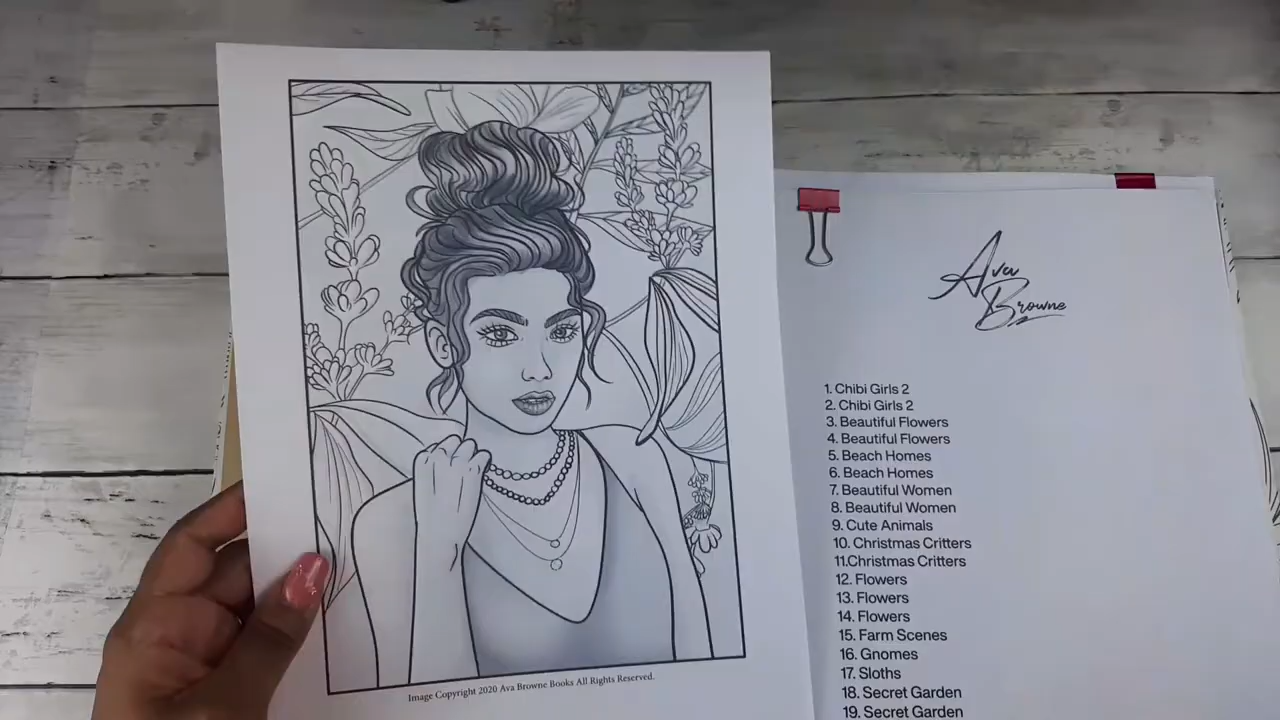 Image Copyright 2020 Ava Browne Books All Rights Reserved.
Ava
Browne
1. Chibi Girls 2
2. Chibi Girls 2
3. Beautiful Flowers
4. Beautiful Flowers
5. Beach Homes
6. Beach Homes
7. Beautiful Women
8. Beautiful Women
9. Cute Animals
10. Christmas Critters
11.Christmas Critters
12. Flowers
13. Flowers
14. Flowers
15. Farm Scenes
16. Gnomes
17. Sloths
18. Secret Garden
19. Secret Garden